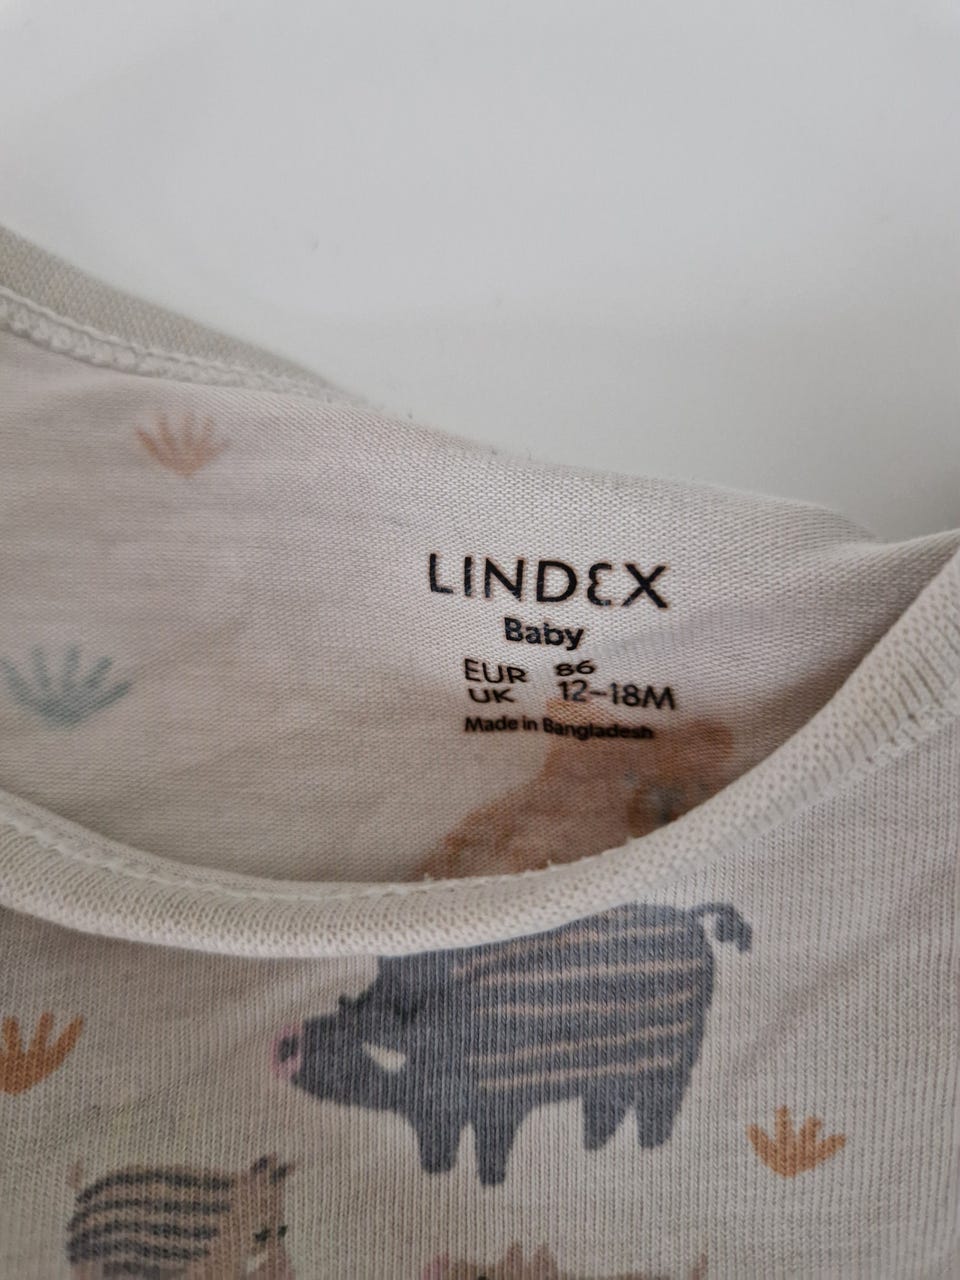 LINDEX
Baby
EUR 86
UK 12-18M
Made in Bangladesh